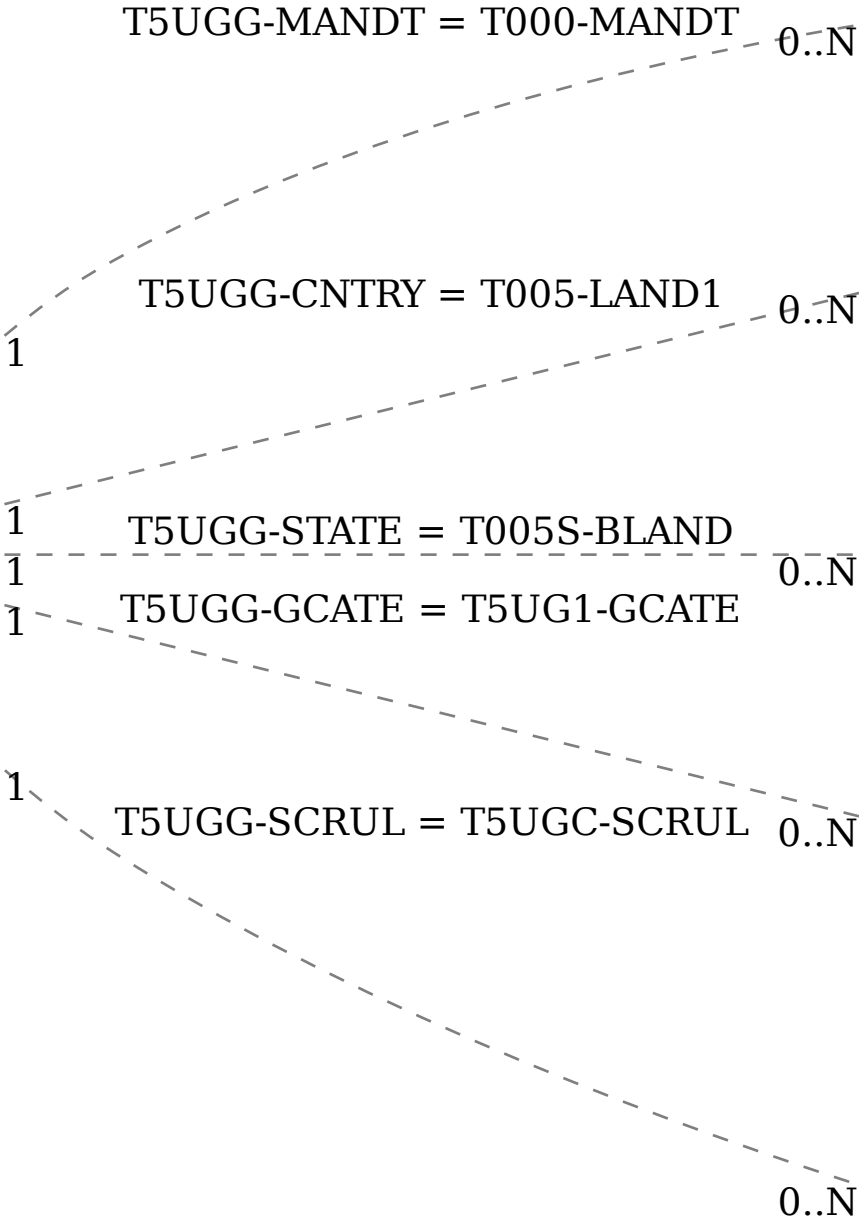 T5UGG-MANDT = T000-MANDT
0..N
T5UGG-CNTRY = T005-LAND1
0..N
1
1
T5UGG-STATE = T005S-BLAND
1
0..N
T5UGG-GCATE = T5UG1-GCATE
1
1
T5UGG-SCRUL = T5UGC-SCRUL
0..N
0..N